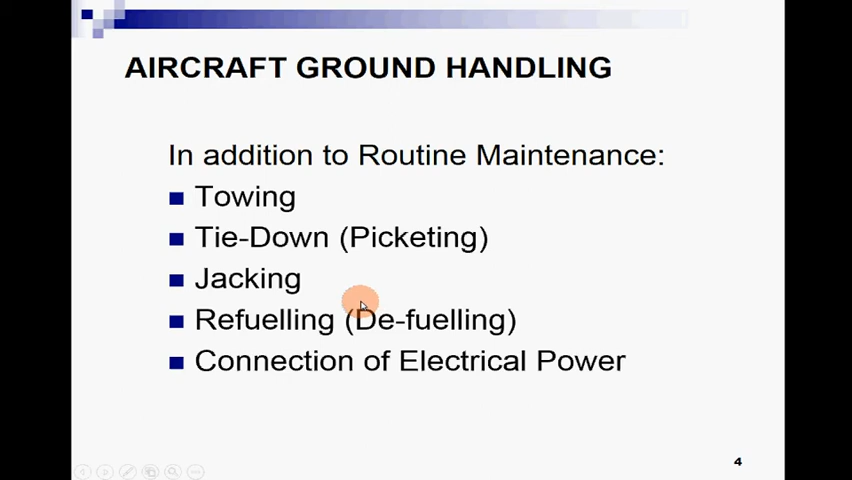 AIRCRAFT GROUND HANDLING
In addition to Routine Maintenance:
Towing
Tie-Down (Picketing)
Jacking
Refuelling (De-fuelling)
Connection of Electrical Power
4